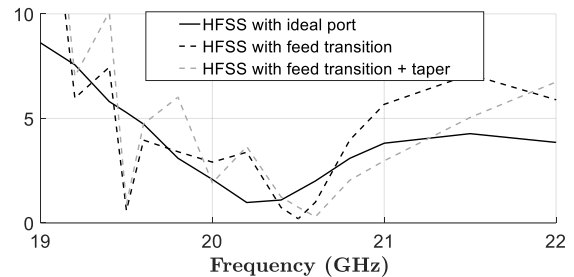 10
HFSS with ideal port
HFSS with feed transition
HFSS with feed transition + taper
5
0
19 20 21 22
Frequency (GHz)